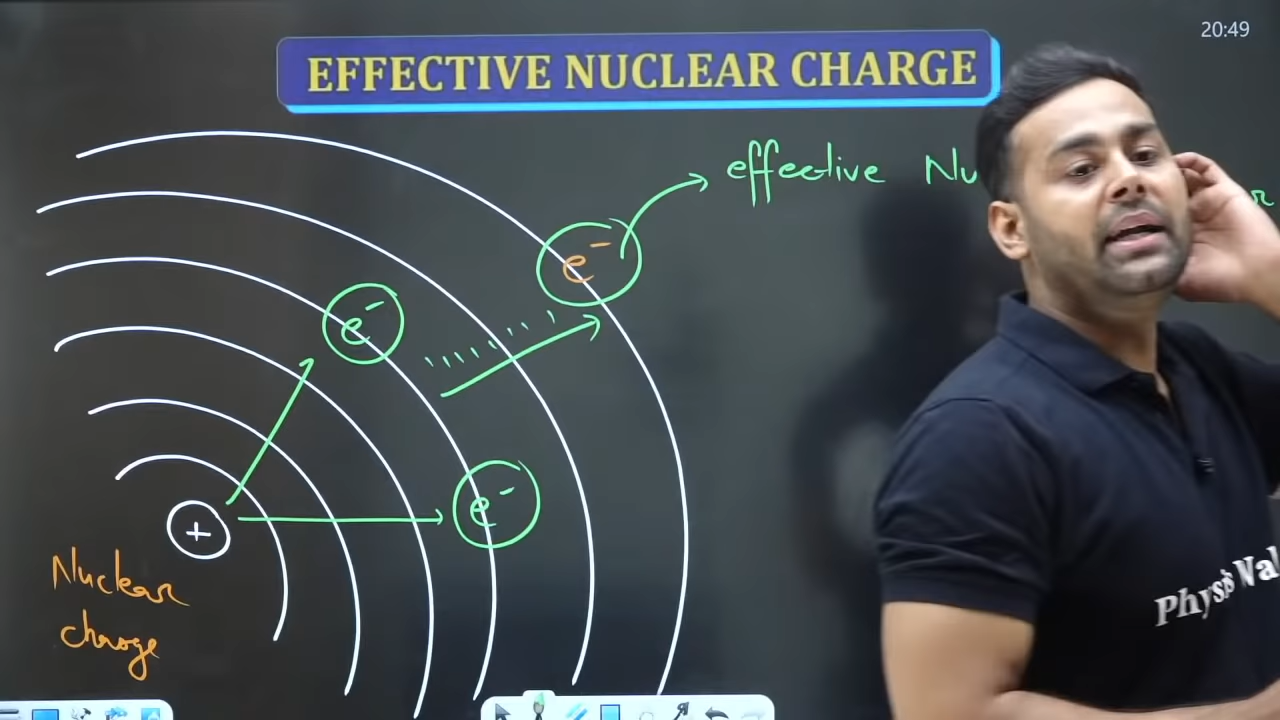 20:49
EFFECTIVE NUCLEAR CHARGE
effective Nu
e-
e-
e-
+
Nuclear
charge
Physics Wal